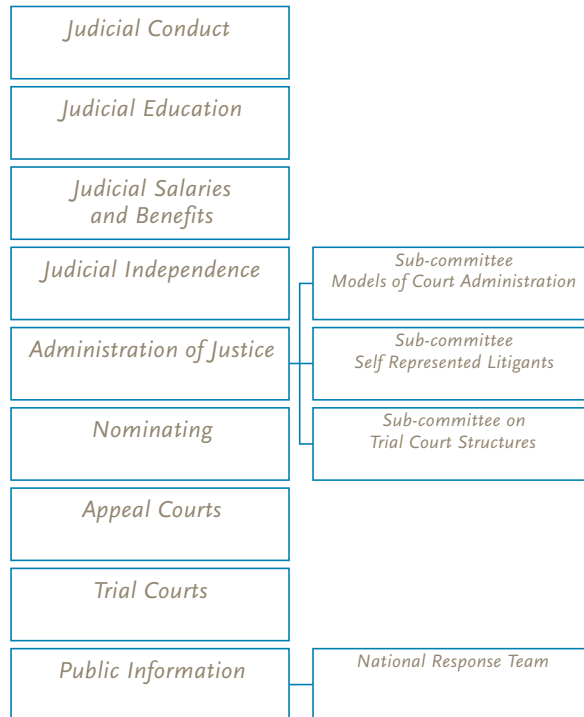 Judicial Conduct
Judicial Education
Judicial Salaries
and Benefits
Judicial Independence
Sub-committee
Models of Court Administration
Administration of Justice
Sub-committee
Self Represented Litigants
Nominating
Sub-committee on
Trial Court Structures
Appeal Courts
Trial Courts
Public Information
National Response Team